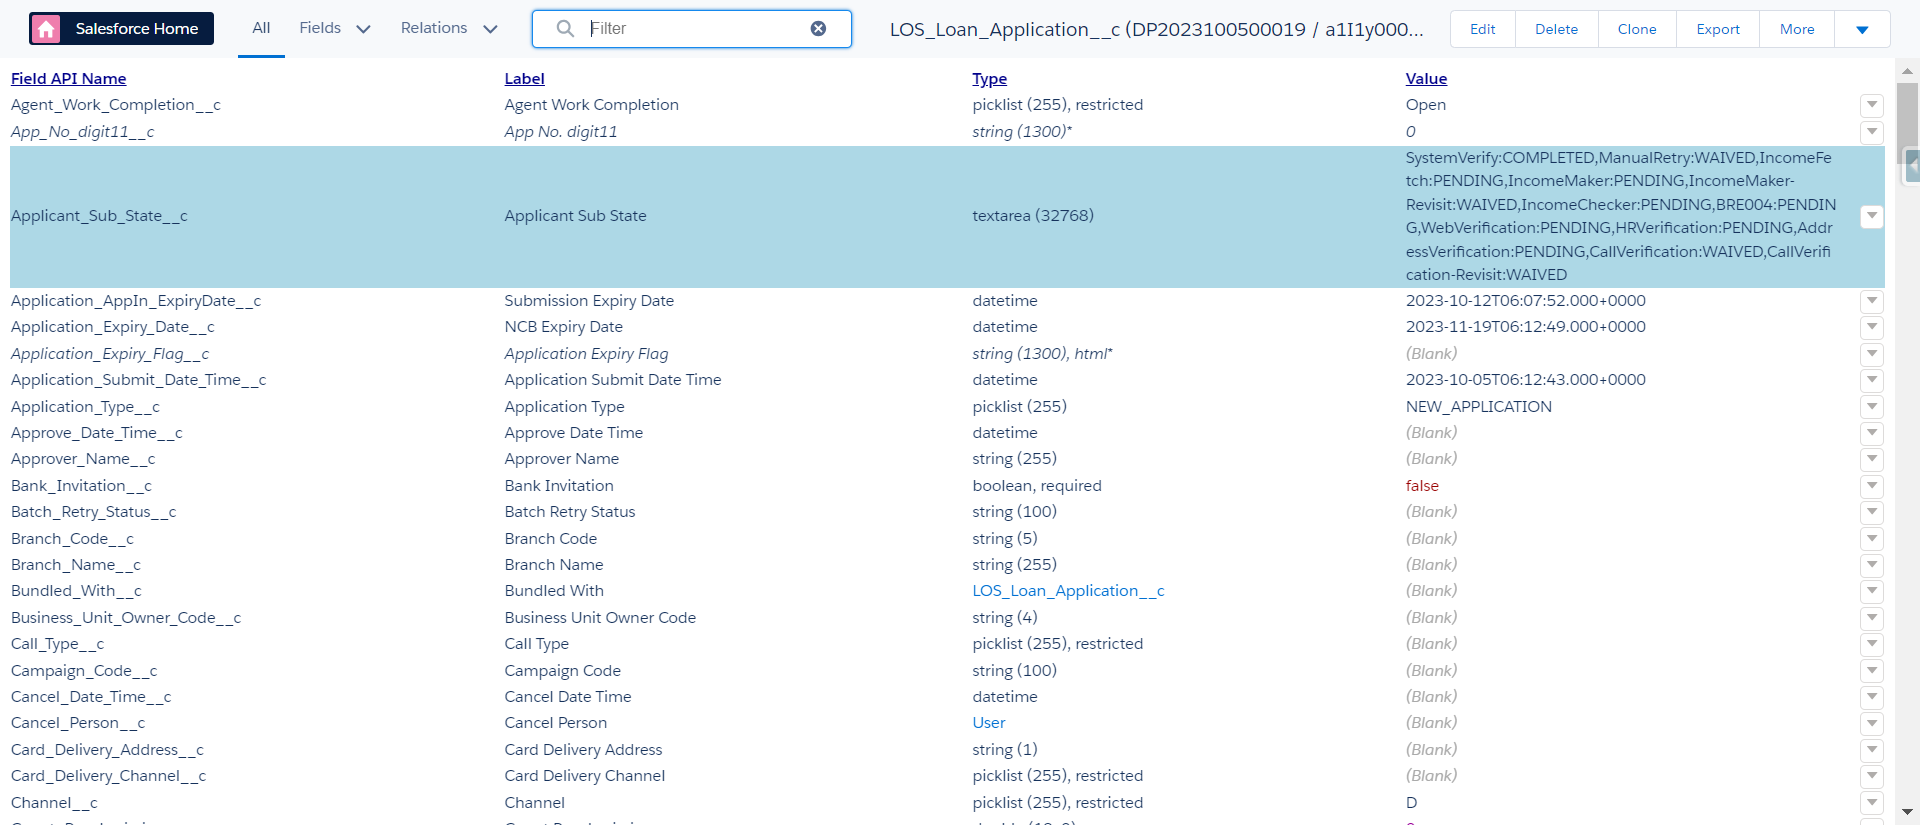 Salesforce Home All Fields Relations Filter LOS_Loan_Application__c (DP2023100500019 / a1I1y000... Edit Delete Clone Export More
Field API Name Label Type Value
Agent_Work_Completion__c Agent Work Completion picklist (255), restricted Open
App_No_digit11__c App No. digit11 string (1300)* 0
SystemVerify:COMPLETED,ManualRetry:WAIVED,IncomeFe
tch:PENDING,IncomeMaker:PENDING,IncomeMaker-
Revisit:WAIVED,IncomeChecker:PENDING,BRE004:PENDIN
Applicant_Sub_State__c Applicant Sub State textarea (32768)
G,WebVerification:PENDING,HRVerification:PENDING,Addr
essVerification:PENDING,CallVerification:WAIVED,CallVerifi
cation-Revisit:WAIVED
Application_AppIn_ExpiryDate__c Submission Expiry Date datetime 2023-10-12T06:07:52.000+0000
Application_Expiry_Date__c NCB Expiry Date datetime 2023-11-19T06:12:49.000+0000
Application_Expiry_Flag__c Application Expiry Flag string (1300), html* (Blank)
Application_Submit_Date_Time__c Application Submit Date Time datetime 2023-10-05T06:12:43.000+0000
Application_Type__c Application Type picklist (255) NEW_APPLICATION
Approve_Date_Time__c Approve Date Time datetime (Blank)
Approver_Name__c Approver Name string (255) (Blank)
Bank_Invitation__c Bank Invitation boolean, required false
Batch_Retry_Status__c Batch Retry Status string (100) (Blank)
Branch_Code__c Branch Code string (5) (Blank)
Branch_Name__c Branch Name string (255) (Blank)
Bundled_With__c Bundled With LOS_Loan_Application__c (Blank)
Business_Unit_Owner_Code__c Business Unit Owner Code string (4) (Blank)
Call_Type__c Call Type picklist (255), restricted (Blank)
Campaign_Code__c Campaign Code string (100) (Blank)
Cancel_Date_Time__c Cancel Date Time datetime (Blank)
Cancel_Person__c Cancel Person User (Blank)
Card_Delivery_Address__c Card Delivery Address string (1) (Blank)
Card_Delivery_Channel__c Card Delivery Channel picklist (255), restricted (Blank)
Channel__c Channel picklist (255), restricted D